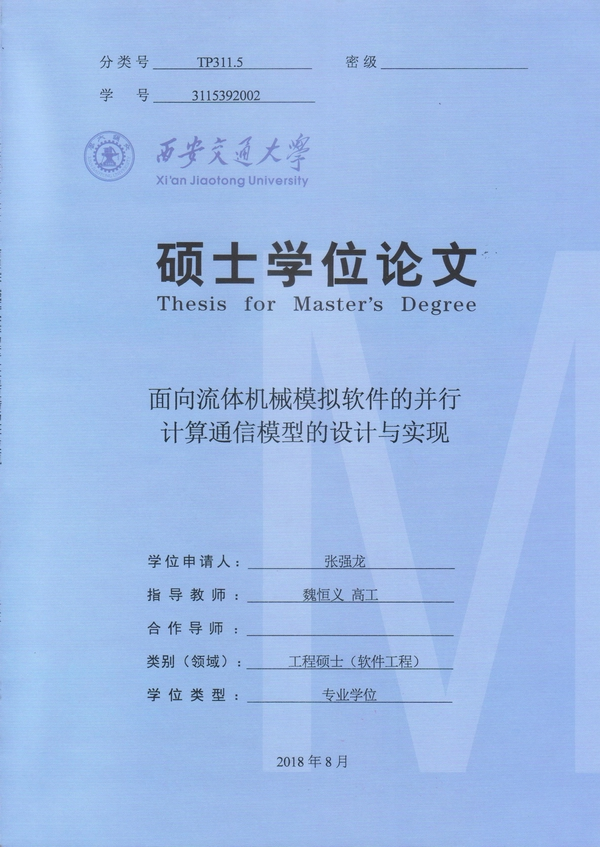 分类号 TP311.5 密级
学 号 3115392002
西安交通大学
Xi'an Jiaotong University
硕士学位论文
Thesis for Master's Degree
面向流体机械模拟软件的并行
计算通信模型的设计与实现
学位申请人: 张强龙
指导教师: 魏恒义 高工
合作导师:
类别(领域): 工程硕士(软件工程)
学位类型: 专业学位
2018年8月
M